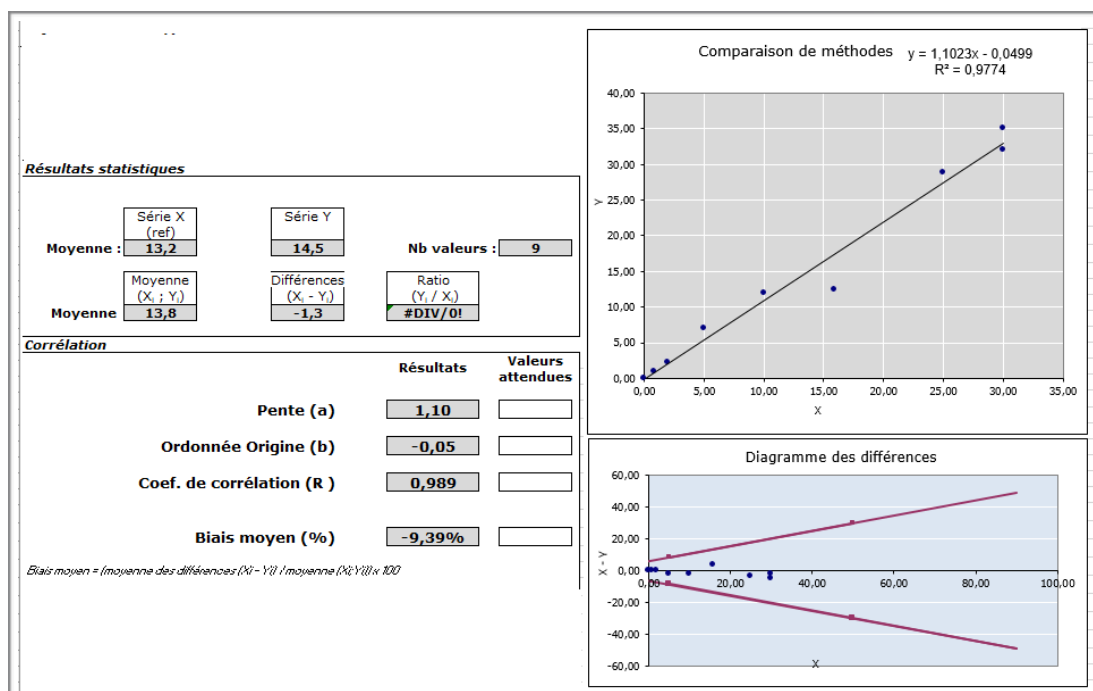 Résultats statistiques
Série X
(ref)
Série Y
Moyenne : 13,2 14,5 Nb valeurs : 9
Moyenne
(Xi ; Yi)
Différences
(Xi - Yi)
Ratio
(Yi / Xi)
Moyenne 13,8 -1,3 #DIV/0!
Corrélation
Résultats
Valeurs
attendues
Pente (a) 1,10
Ordonnée Origine (b) -0,05
Coef. de corrélation (R ) 0,989
Biais moyen (%) -9,39%
Biais moyen = (moyenne des différences (Xi - Yi) / moyenne (Xi;Yi)) x 100
Comparaison de méthodes
y = 1,1023x - 0,0499
R² = 0,9774
40,00
35,00
30,00
25,00
20,00
15,00
10,00
5,00
0,00
Y
0,00 5,00 10,00 15,00 20,00 25,00 30,00 35,00
X
Diagramme des différences
60,00
40,00
20,00
0,00
-20,00
-40,00
-60,00
X - Y
0,00 20,00 40,00 60,00 80,00 100,00
X